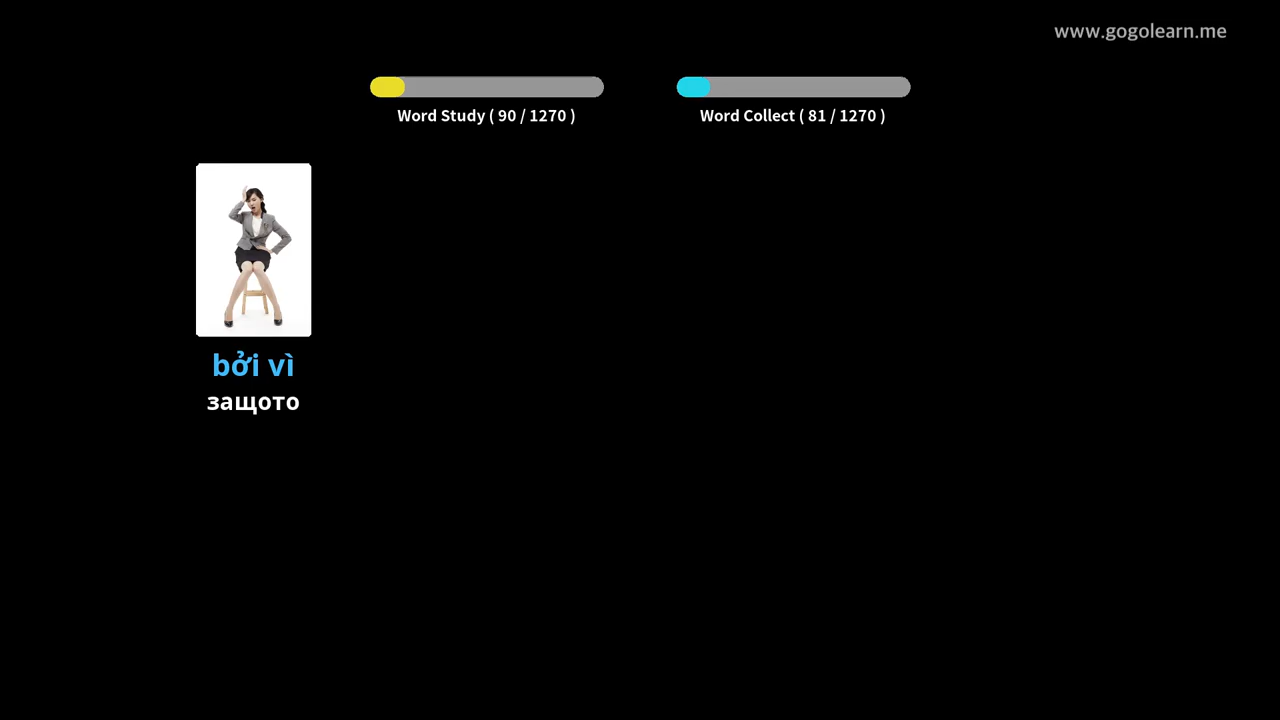 www.gogolearn.me
Word Study ( 90 / 1270 )
Word Collect ( 81 / 1270 )
bởi vì
защото